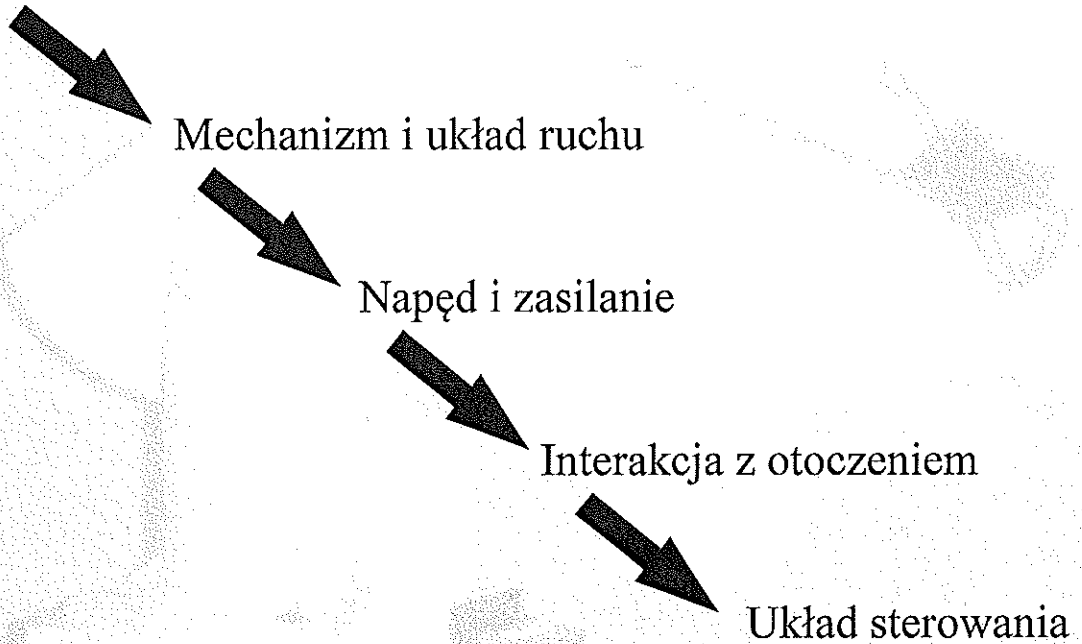 Mechanizm i układ ruchu
Napęd i zasilanie
Interakcja z otoczeniem
Układ sterowania